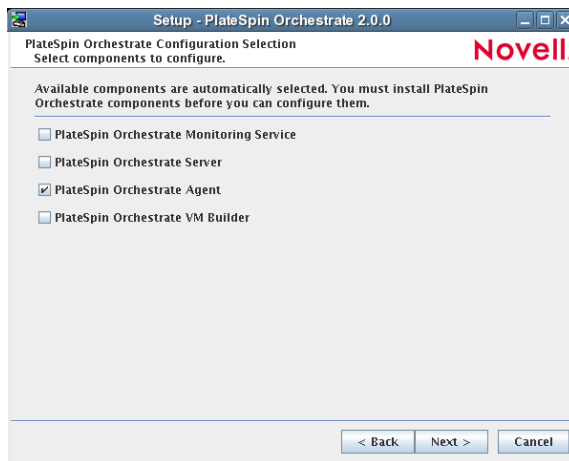 Setup - PlateSpin Orchestrate 2.0.0
PlateSpin Orchestrate Configuration Selection
Select components to configure.
Novell.
Available components are automatically selected. You must install PlateSpin
Orchestrate components before you can configure them.
PlateSpin Orchestrate Monitoring Service
PlateSpin Orchestrate Server
PlateSpin Orchestrate Agent
PlateSpin Orchestrate VM Builder
< Back
Next >
Cancel